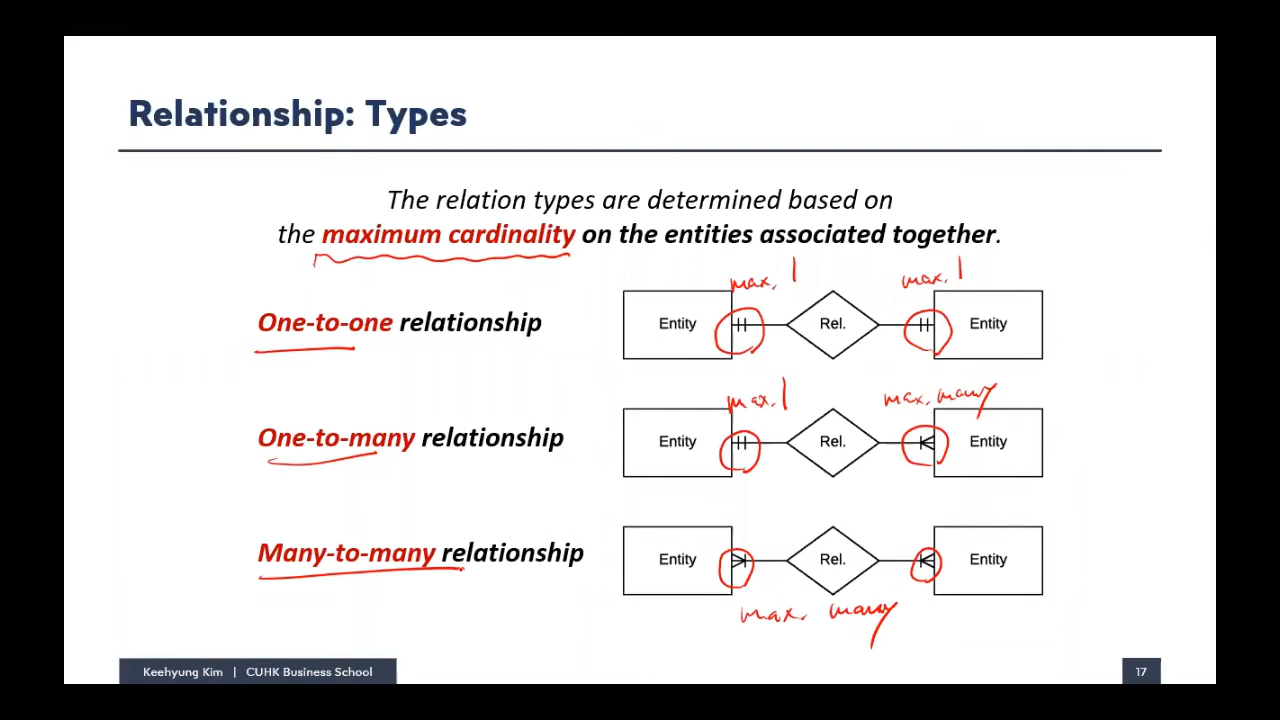 Relationship: Types
The relation types are determined based on
the maximum cardinality on the entities associated together.
max. 1
max. 1
One-to-one relationship
Entity
Rel.
Entity
max. 1
max. many
One-to-many relationship
Entity
Rel.
Entity
Many-to-many relationship
Entity
Rel.
Entity
max. many
Keehyung Kim | CUHK Business School
17